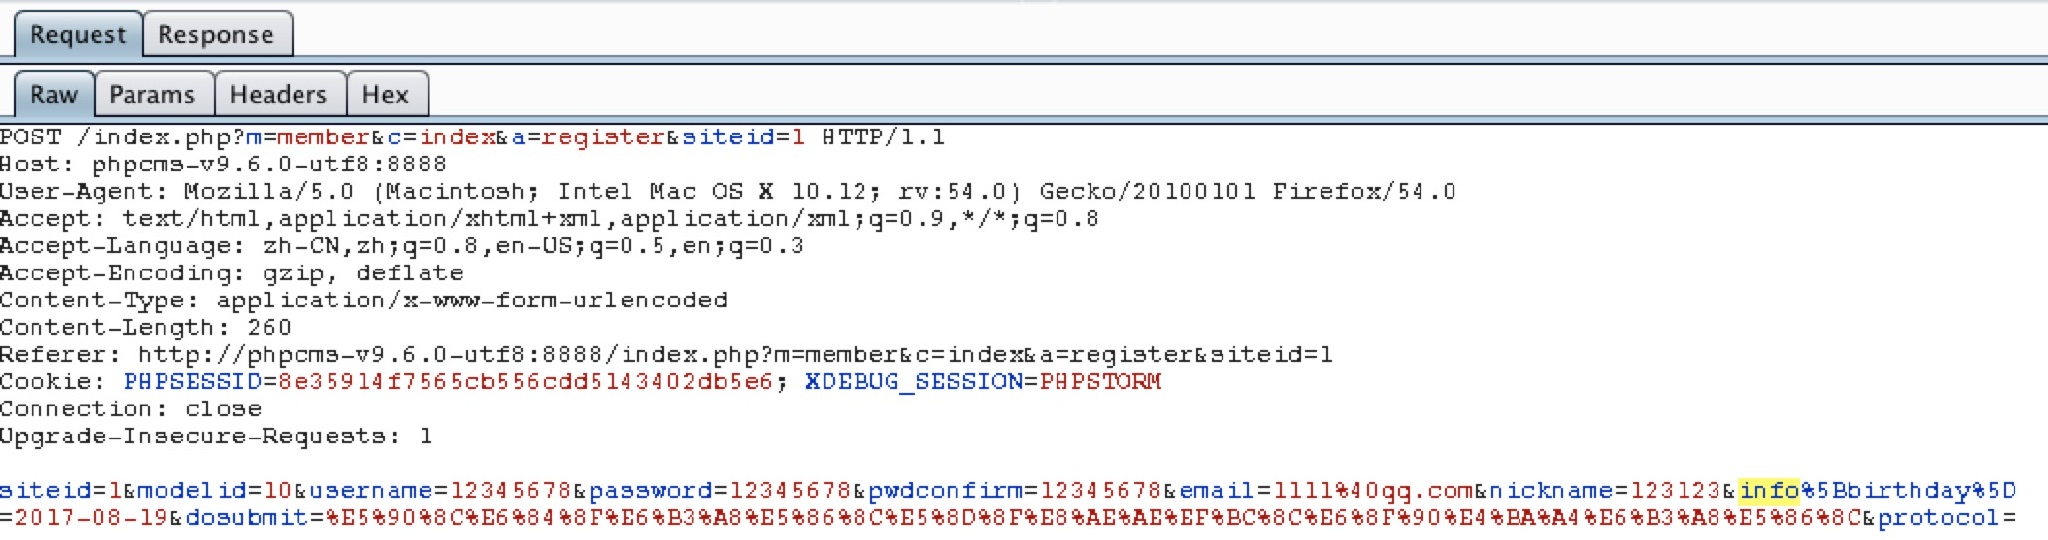 Request Response
Raw Params Headers Hex
POST /index.php?m=member&c=index&a=register&siteid=1 HTTP/1.1
Host: phpcms-v9.6.0-utf8:8888
User-Agent: Mozilla/5.0 (Macintosh; Intel Mac OS X 10.12; rv:54.0) Gecko/20100101 Firefox/54.0
Accept: text/html,application/xhtml+xml,application/xml;q=0.9,*/*;q=0.8
Accept-Language: zh-CN,zh;q=0.8,en-US;q=0.5,en;q=0.3
Accept-Encoding: gzip, deflate
Content-Type: application/x-www-form-urlencoded
Content-Length: 260
Referer: http://phpcms-v9.6.0-utf8:8888/index.php?m=member&c=index&a=register&siteid=1
Cookie: PHPSESSID=8e35914f7565cb556cdd5143402db5e6; XDEBUG_SESSION=PHPSTORM
Connection: close
Upgrade-Insecure-Requests: 1
siteid=1&modelid=10&username=12345678&password=12345678&pwdconfirm=12345678&email=1111%40qq.com&nickname=123123&info%5Bbirthday%5D
=2017-08-19&dosubmit=%E5%90%8C%E6%84%8F%E6%B3%A8%E5%86%8C%E5%8D%8F%E8%AE%AE%EF%BC%8C%E6%8F%90%E4%BA%A4%E6%B3%A8%E5%86%8C&protocol=